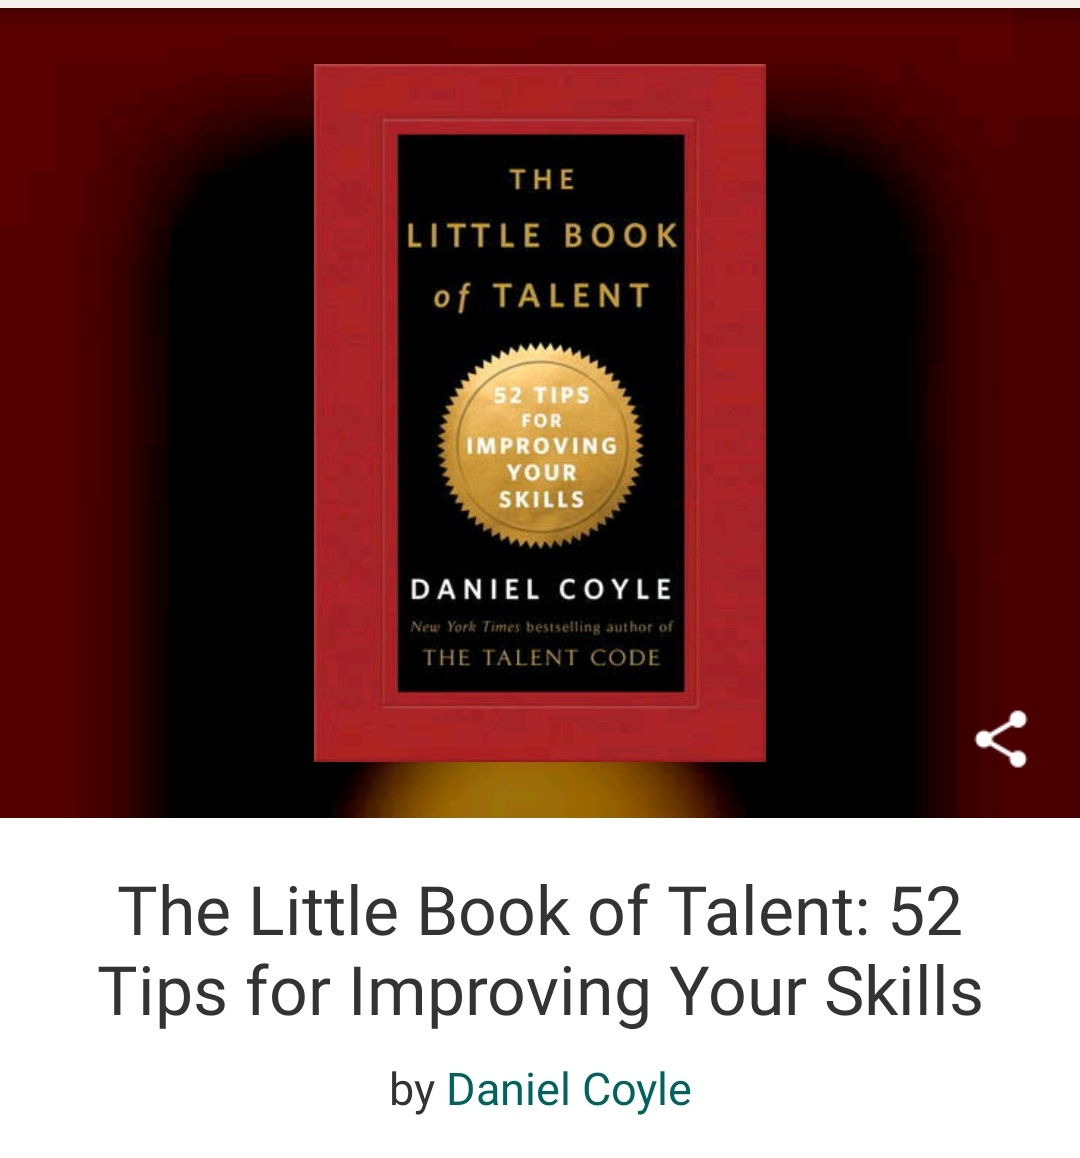 THE
LITTLE BOOK
of TALENT
52 TIPS
FOR
IMPROVING
YOUR
SKILLS
DANIEL COYLE
New York Times bestselling author of
THE TALENT CODE
The Little Book of Talent: 52
Tips for Improving Your Skills
by Daniel Coyle